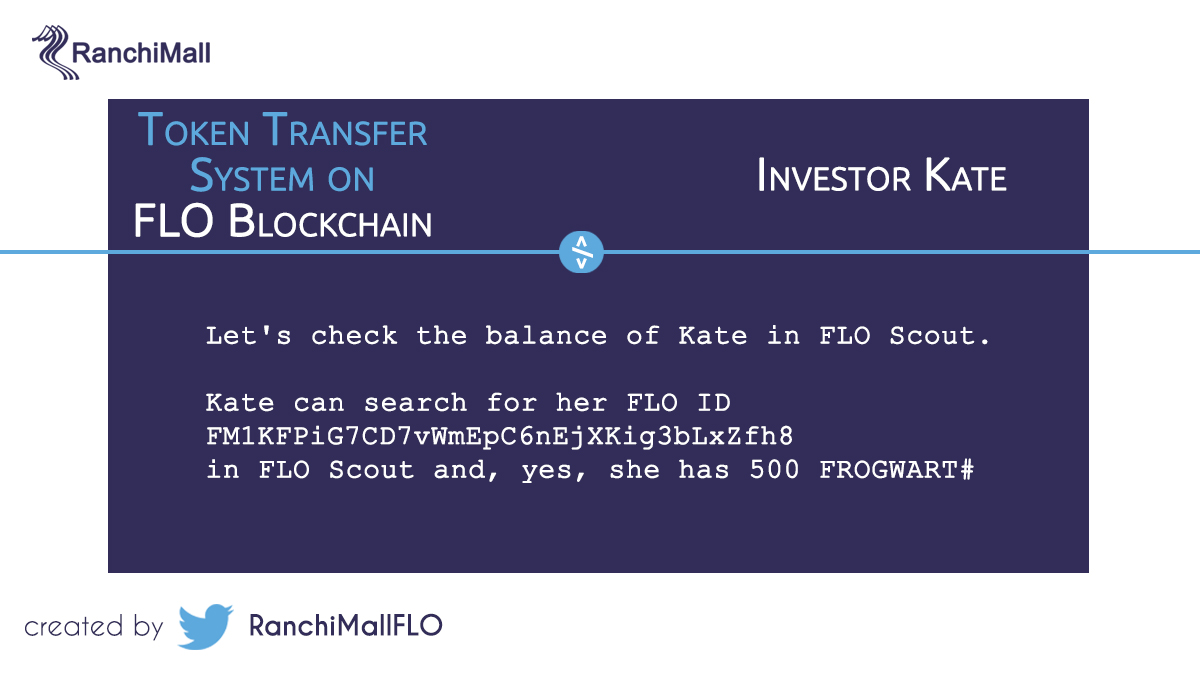 RanchiMall
Token Transfer
System on
FLO Blockchain
Investor Kate
Let's check the balance of Kate in FLO Scout.
Kate can search for her FLO ID
FM1KFPiG7CD7vWmEpC6nEjXKig3bLxZfh8
in FLO Scout and, yes, she has 500 FROGWART#
created by RanchiMallFLO